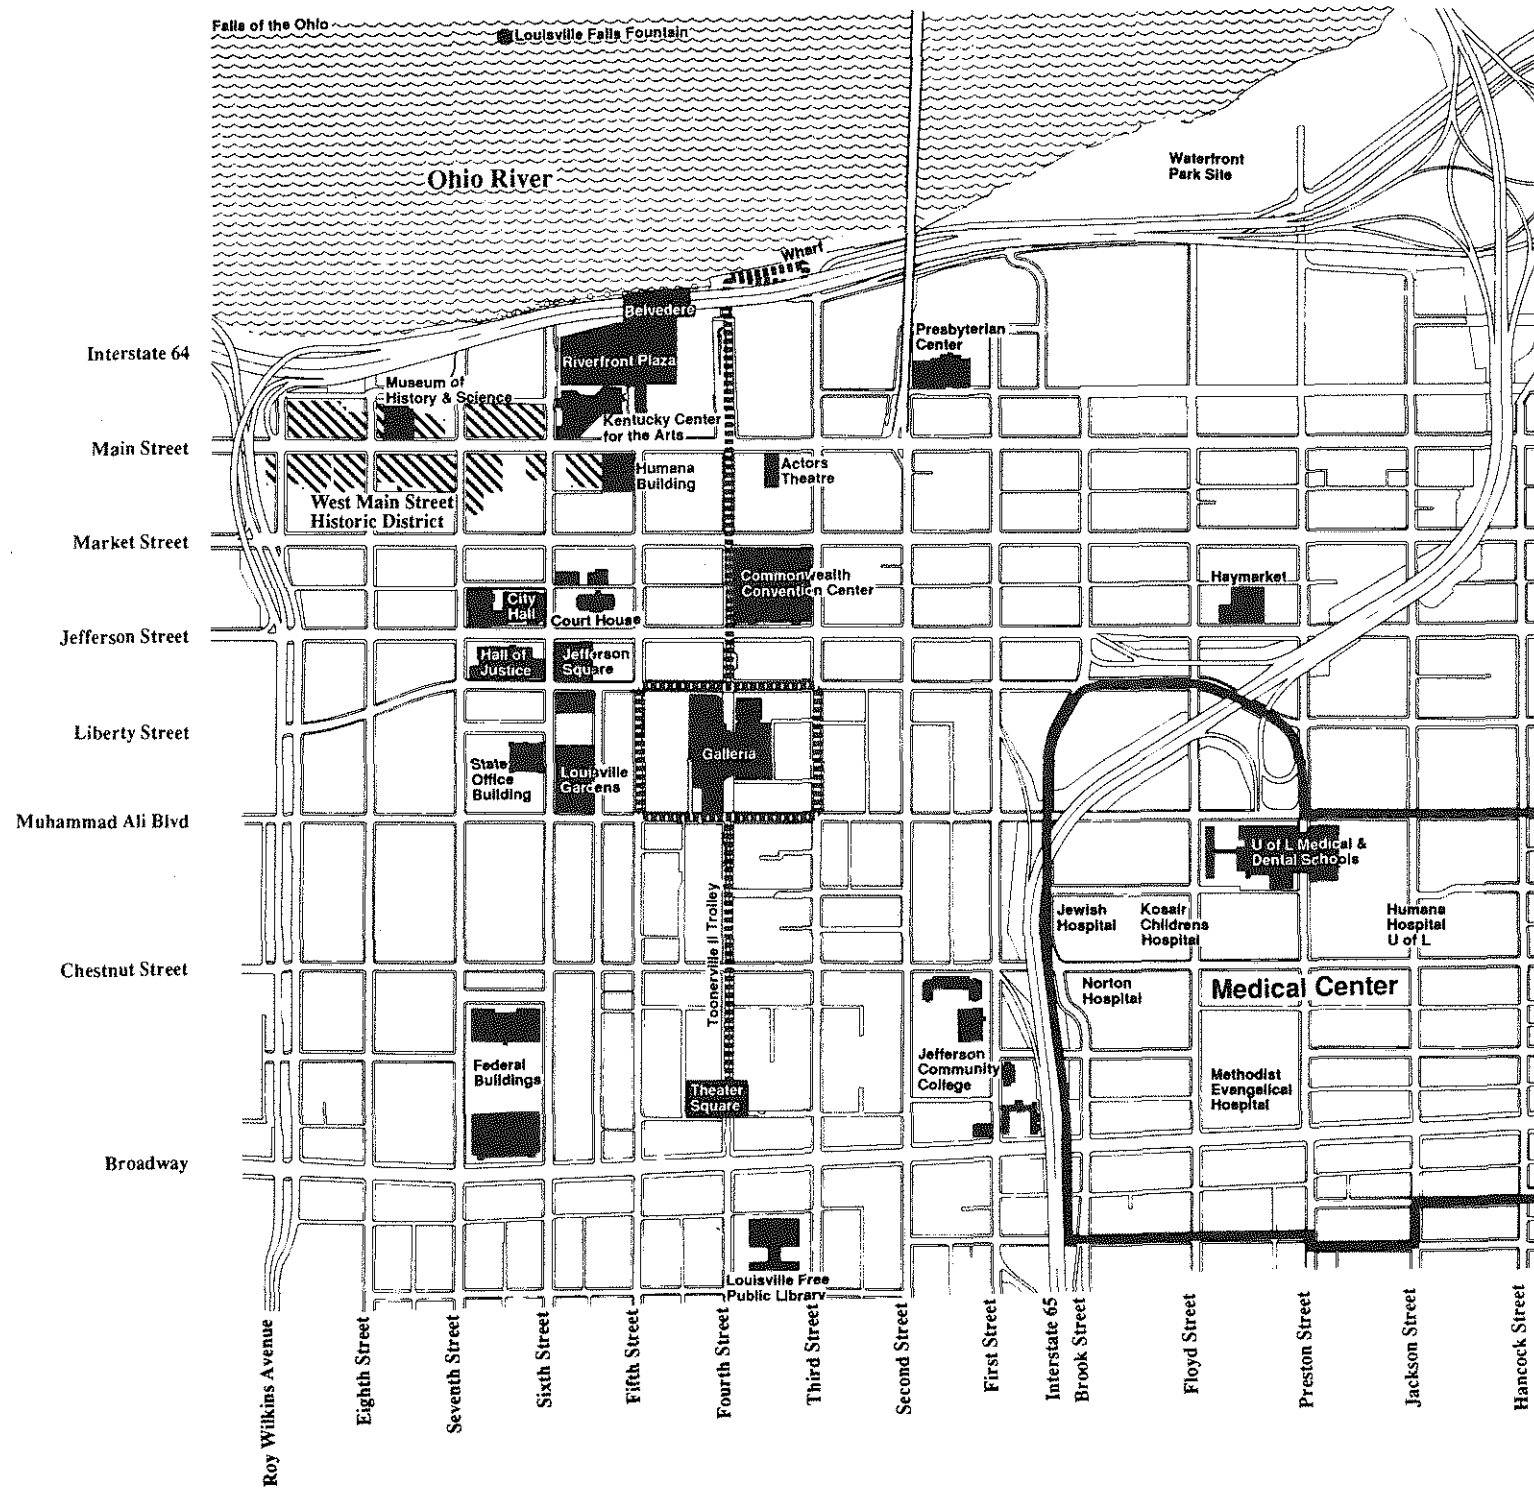 Falls of the Ohio
Louisville Falls Fountain
Ohio River
Waterfront
Park Site
Wharf
Belvedere
Interstate 64
Riverfront Plaza
Presbyterian
Center
Museum of
History & Science
Kentucky Center
for the Arts
Main Street
Humana
Building
Actors
Theatre
West Main Street
Historic District
Market Street
Commonwealth
Convention Center
Haymarket
City
Hall
Court House
Jefferson Street
Hall of
Justice
Jefferson
Square
Liberty Street
State
Office
Building
Louisville
Gardens
Galleria
Muhammad Ali Blvd
U of L Medical &
Dental Schools
Toonerville II Trolley
Jewish
Hospital
Kosair
Childrens
Hospital
Humana
Hospital
U of L
Chestnut Street
Norton
Hospital
Medical Center
Federal
Buildings
Theater
Square
Jefferson
Community
College
Methodist
Evangelical
Hospital
Broadway
Louisville Free
Public Library
Roy Wilkins Avenue
Eighth Street
Seventh Street
Sixth Street
Fifth Street
Fourth Street
Third Street
Second Street
First Street
Interstate 65
Brook Street
Floyd Street
Preston Street
Jackson Street
Hancock Street